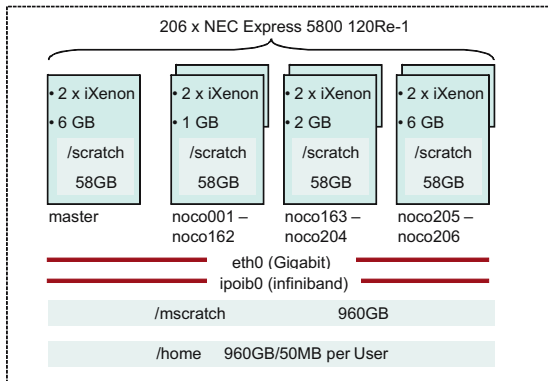 206 x NEC Express 5800 120Re-1
• 2 x iXenon
• 6 GB
/scratch
58GB
master
• 2 x iXenon
• 1 GB
/scratch
58GB
noco001 –
noco162
• 2 x iXenon
• 2 GB
/scratch
58GB
noco163 –
noco204
• 2 x iXenon
• 6 GB
/scratch
58GB
noco205 –
noco206
eth0 (Gigabit)
ipoib0 (infiniband)
/mscratch 960GB
/home 960GB/50MB per User